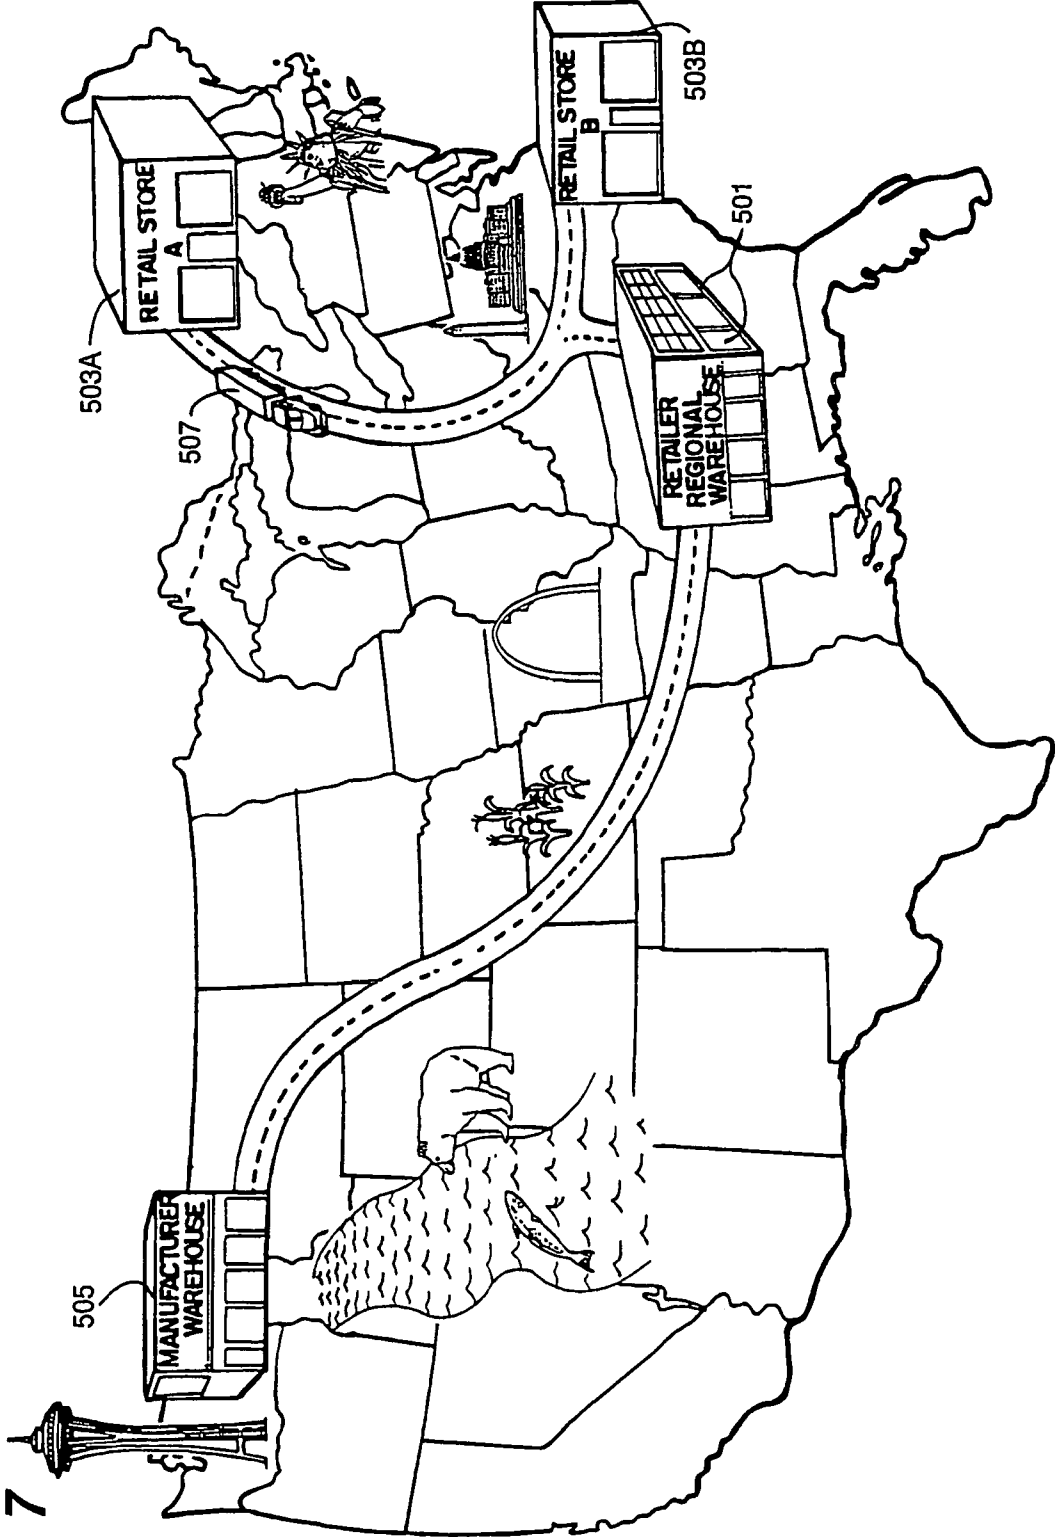 7
505
MANUFACTURER
WAREHOUSE
507
503A
RETAIL STORE
A
RETAILER
REGIONAL
WAREHOUSE
501
RETAIL STORE
B
503B